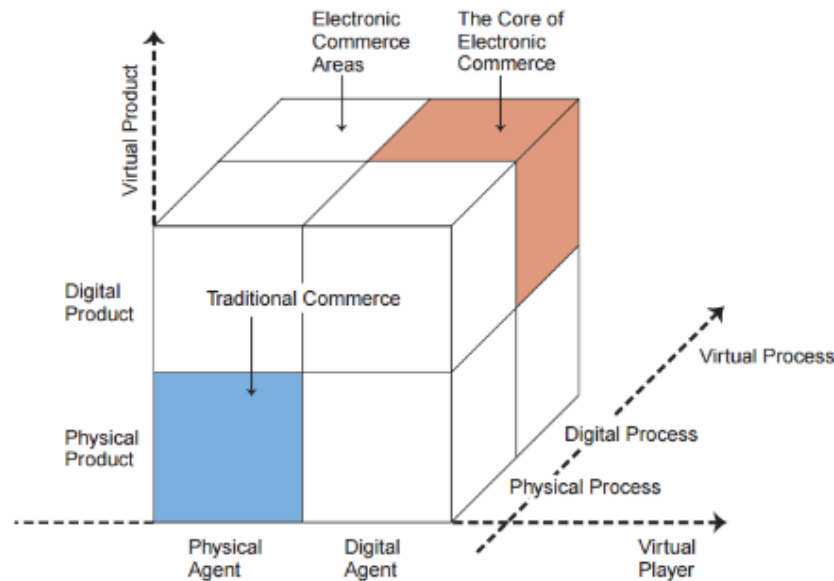 Electronic
Commerce
Areas
The Core of
Electronic
Commerce
Virtual Product
Digital
Product
Traditional Commerce
Virtual Process
Physical
Product
Digital Process
Physical Process
Physical
Agent
Digital
Agent
Virtual
Player